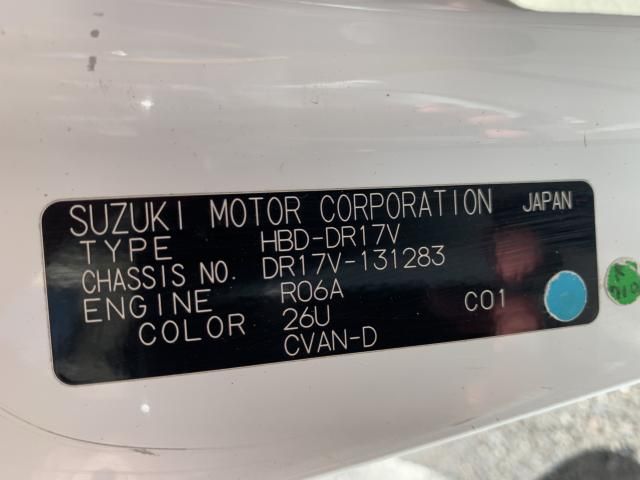 SUZUKI MOTOR CORPORATION JAPAN
TYPE HBD-DR17V
CHASSIS NO. DR17V-131283
ENGINE R06A C01
COLOR 26U
CVAN-D